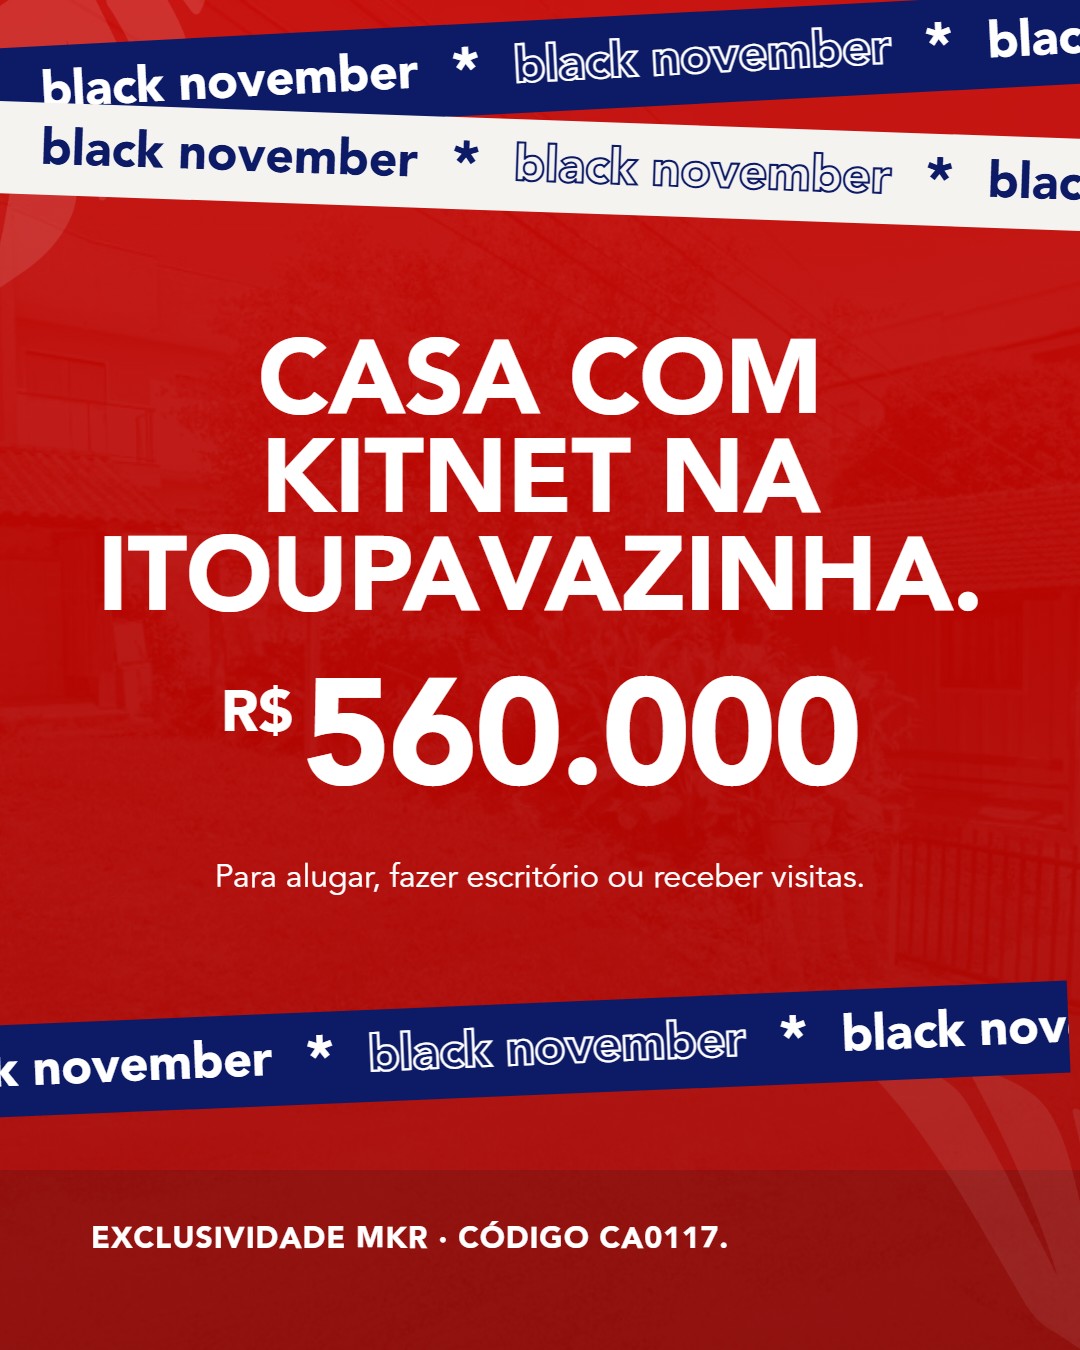 black november * black november * blac
black november * black november * blac
CASA COM
KITNET NA
ITOUPAVAZINHA.
R$ 560.000
Para alugar, fazer escritório ou receber visitas.
k november * black november * black nov
EXCLUSIVIDADE MKR · CÓDIGO CA0117.